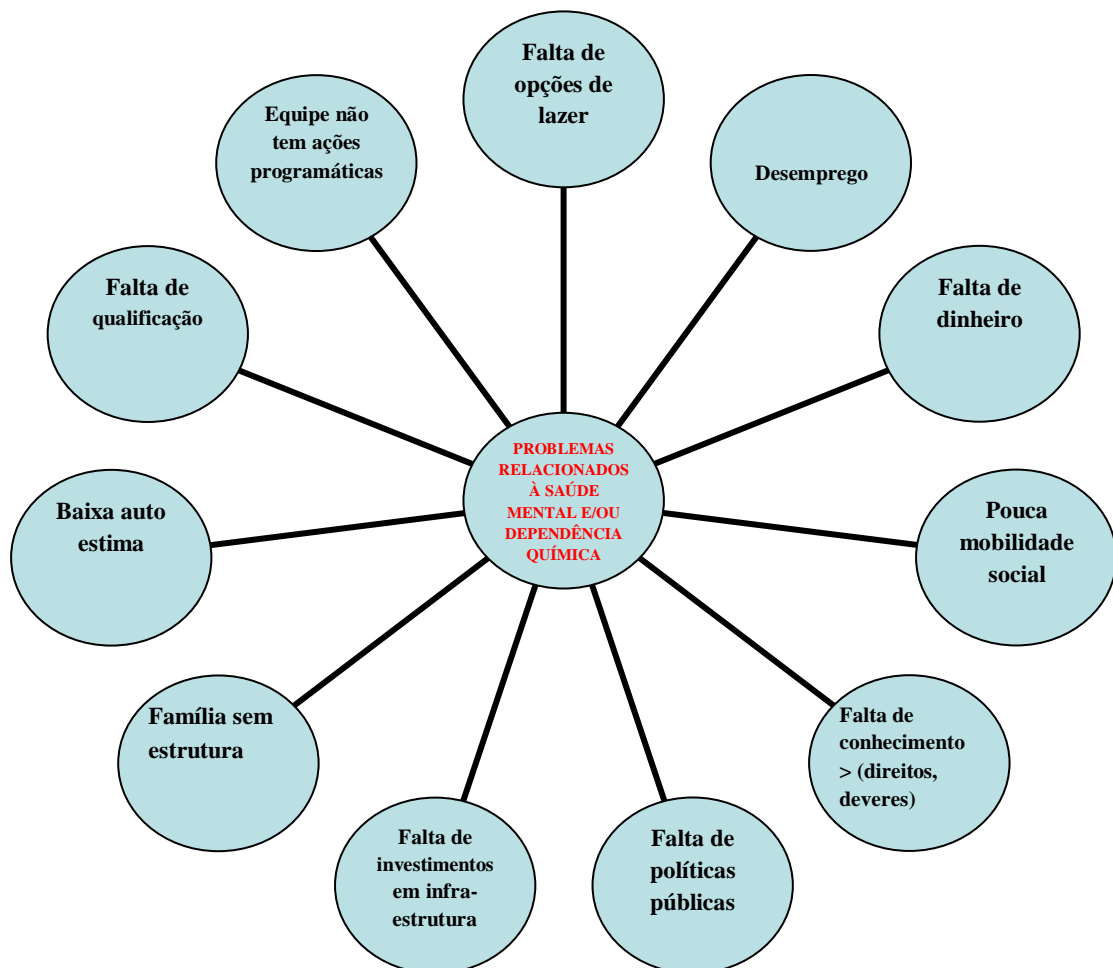 Falta de
opções de
lazer
Equipe não
tem ações
programáticas
Desemprego
Falta de
qualificação
Falta de
dinheiro
PROBLEMAS
RELACIONADOS
À SAÚDE
MENTAL E/OU
DEPENDÊNCIA
QUÍMICA
Baixa auto
estima
Pouca
mobilidade
social
Família sem
estrutura
Falta de
conhecimento
> (direitos,
deveres)
Falta de
investimentos
em infra-
estrutura
Falta de
políticas
públicas